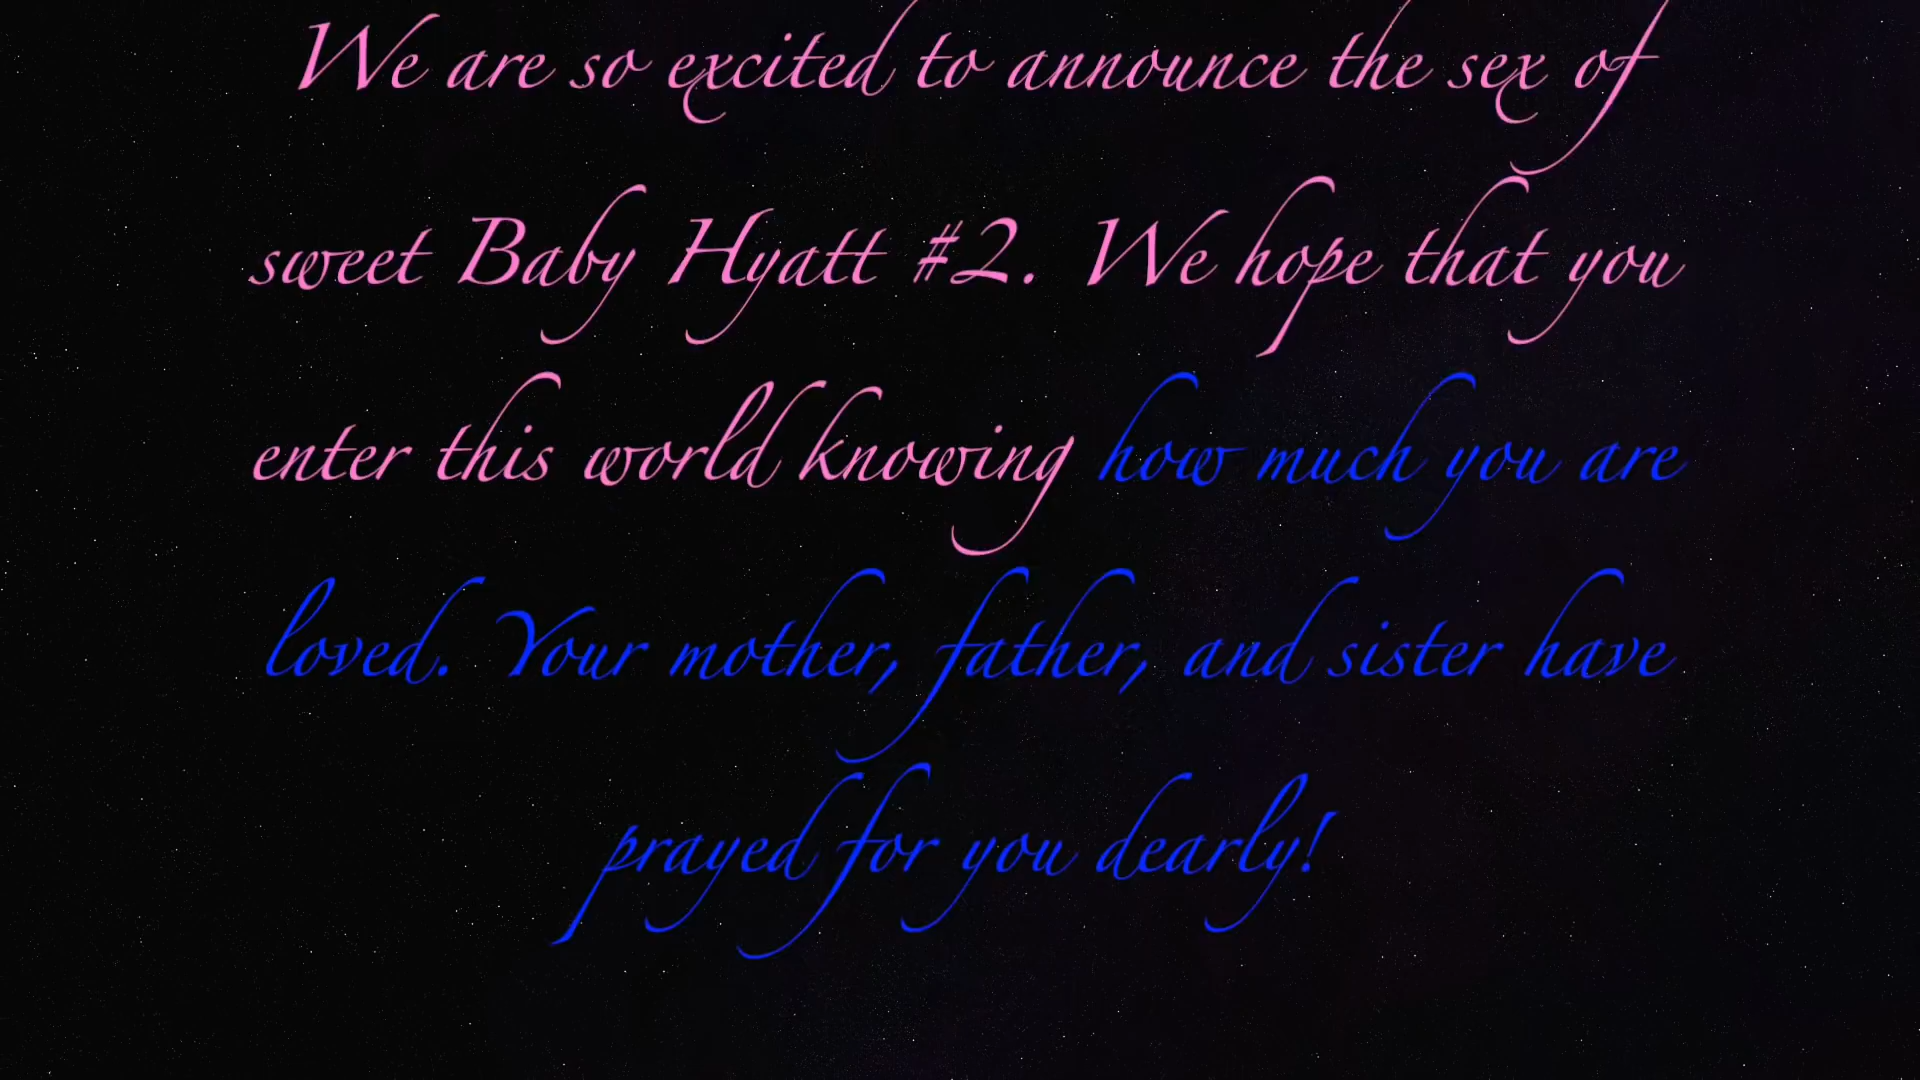 We are so excited to announce the sex of
sweet Baby Hyatt #2. We hope that you
enter this world knowing how much you are
loved. Your mother, father, and sister have
prayed for you dearly!